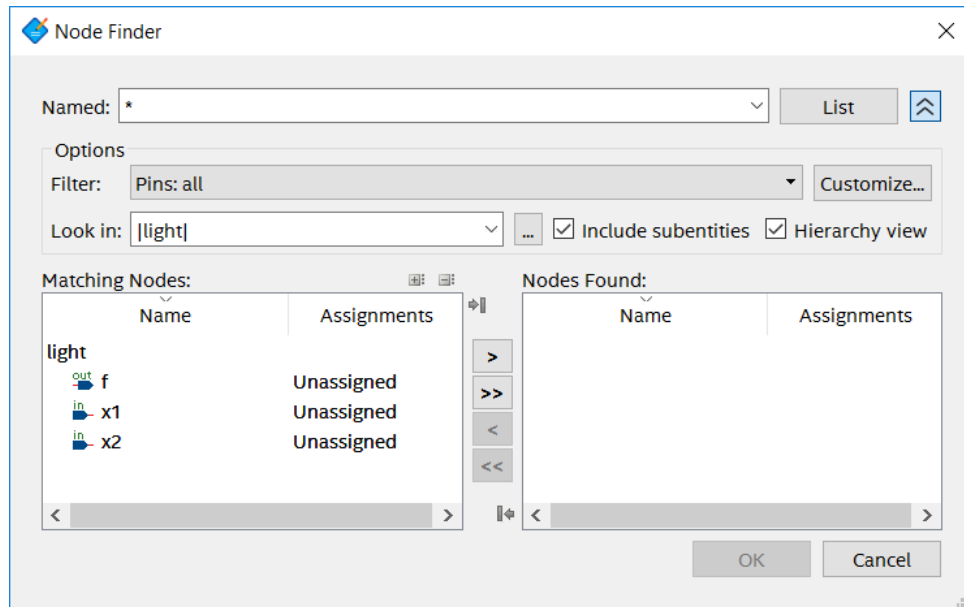 Node Finder
Named: * List
Options
Filter: Pins: all Customize...
Look in: |light| ... Include subentities Hierarchy view
Matching Nodes: Nodes Found:
Name Assignments Name Assignments
light
out f Unassigned
in x1 Unassigned
in x2 Unassigned
>
>>
<
<<
OK Cancel